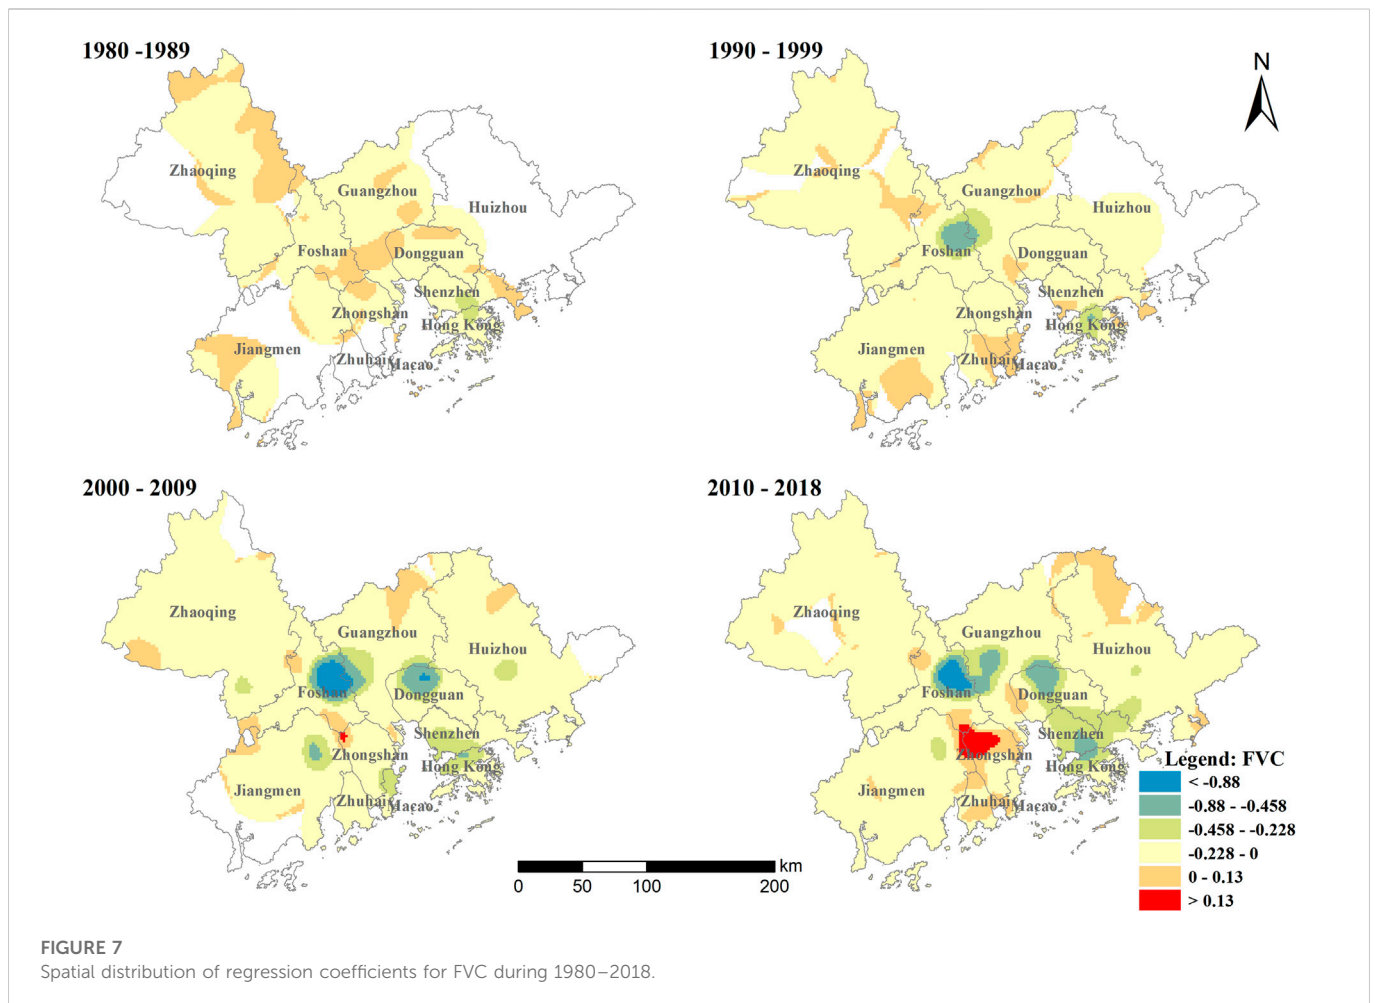 1980 -1989
Zhaoqing
Guangzhou
Huizhou
Foshan
Dongguan
Shenzhen
Zhongshan
Hong Kong
Jiangmen
Zhuhai
Macao
1990 - 1999
N
Zhaoqing
Guangzhou
Huizhou
Foshan
Dongguan
Shenzhen
Zhongshan
Hong Kong
Jiangmen
Zhuhai
Macao
2000 - 2009
Zhaoqing
Guangzhou
Huizhou
Foshan
Dongguan
Shenzhen
Zhongshan
Hong Kong
Jiangmen
Zhuhai
Macao
2010 - 2018
Zhaoqing
Guangzhou
Huizhou
Foshan
Dongguan
Shenzhen
Zhongshan
Hong Kong
Jiangmen
Zhuhai
Macao
km
0 50 100 200
Legend: FVC
< -0.88
-0.88 - -0.458
-0.458 - -0.228
-0.228 - 0
0 - 0.13
> 0.13
FIGURE 7
Spatial distribution of regression coefficients for FVC during 1980–2018.